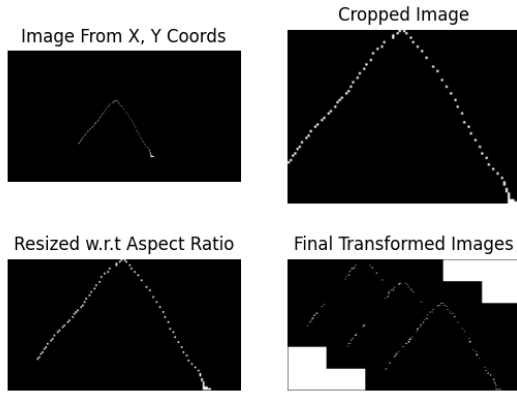 Image From X, Y Coords
Cropped Image
Resized w.r.t Aspect Ratio
Final Transformed Images